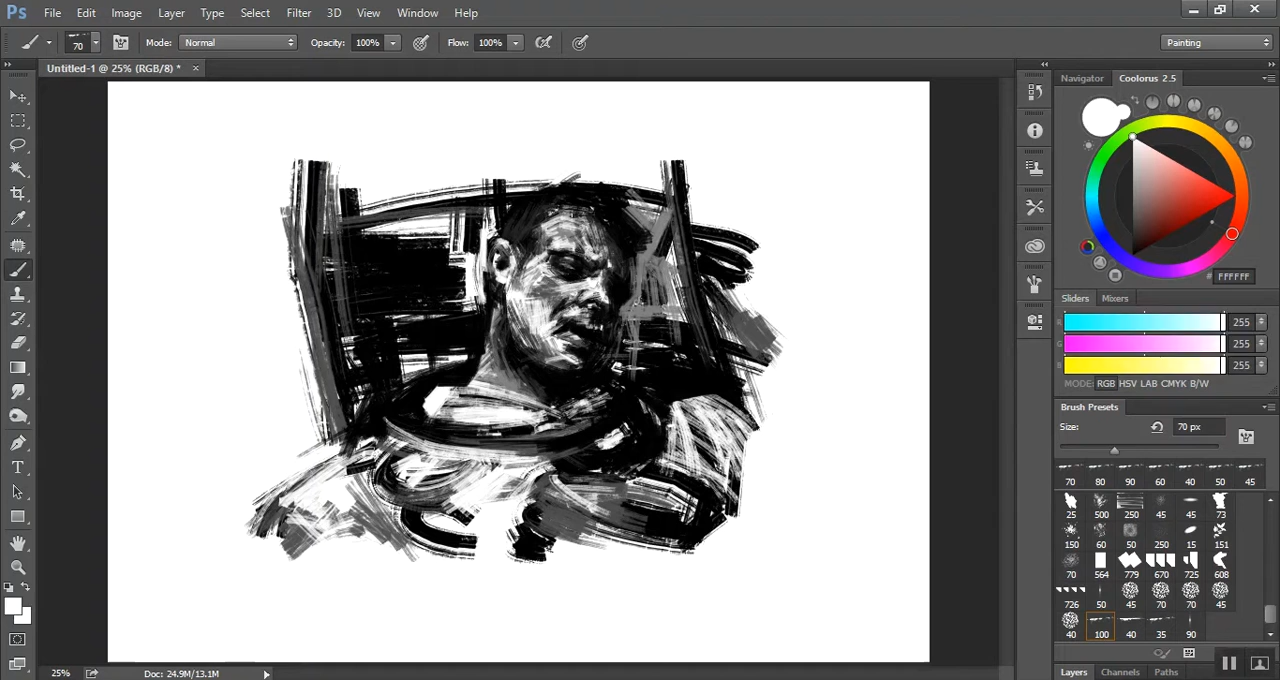 Ps File Edit Image Layer Type Select Filter 3D View Window Help
70 Mode: Normal Opacity: 100% Flow: 100% Painting
Untitled-1 @ 25% (RGB/8) * ×
Navigator Coolorus 2.5
# FFFFFF
Sliders Mixers
R 255
G 255
B 255
MODE: RGB HSV LAB CMYK B/W
Brush Presets
Size: 70 px
70 80 90 60 40 50 45
25 500 250 45 45 73
150 60 50 250 15 151
70 564 779 670 725 608
726 50 45 70 70 45
40 100 40 35 90
25% Doc: 24.9M/13.1M
Layers Channels Paths